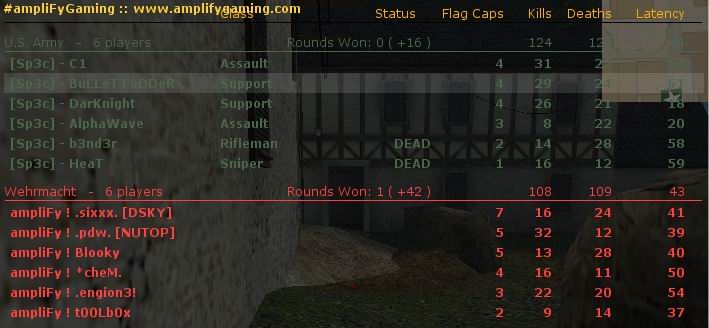 #ampliFyGaming :: www.amplifygaming.com
Class Status Flag Caps Kills Deaths Latency
U.S. Army - 6 players Rounds Won: 0 ( +16 ) 124
[Sp3c] - C1 Assault 4 31
[Sp3c] - BuLLeT FoDDeR Support 4 29 24 61
[Sp3c] - DarKnight Support 4 26 21 18
[Sp3c] - AlphaWave Assault 3 8 22 20
[Sp3c] - b3nd3r Rifleman DEAD 2 14 28 58
[Sp3c] - HeaT Sniper DEAD 1 16 12 59
Wehrmacht - 6 players Rounds Won: 1 ( +42 ) 108 109 43
ampliFy ! .sixxx. [DSKY] 7 16 24 41
ampliFy ! .pdw. [NUTOP] 5 32 12 39
ampliFy ! Blooky 5 13 28 40
ampliFy ! *cheM. 4 16 11 50
ampliFy ! .engion3! 3 22 20 54
ampliFy ! t00Lb0x 2 9 14 37